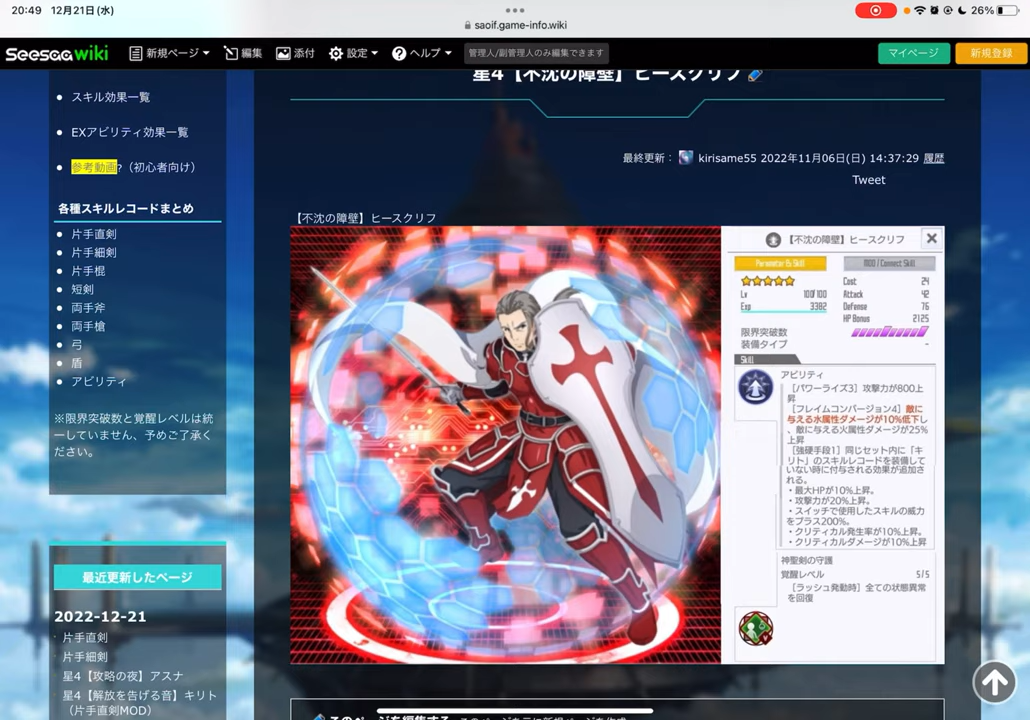 20:49 12月21日(水)
26%
saoif.game-info.wiki
Seesaa wiki
新規ページ
編集
添付
設定
ヘルプ
管理人/副管理人のみ編集できます
マイページ
新規登録
スキル効果一覧
EXアビリティ効果一覧
参考動画?（初心者向け）
各種スキルレコードまとめ
片手直剣
片手細剣
片手棍
短剣
両手斧
両手槍
弓
盾
アビリティ
※限界突破数と覚醒レベルは統
一していません、予めご了承く
ださい。
最近更新したページ
2022-12-21
片手直剣
片手細剣
星4【攻略の夜】アスナ
星4【解放を告げる音】キリト
（片手直剣MOD）
星4【不沈の障壁】ヒースクリフ
最終更新： kirisame55 2022年11月06日(日) 14:37:29 履歴
Tweet
【不沈の障壁】ヒースクリフ
【不沈の障壁】ヒースクリフ
Parameter & Skill
MOD / Connect Skill
Lv 100/100
Exp 3382
Cost 24
Attack 42
Defense 76
HP Bonus 2125
限界突破数
装備タイプ -
Skill
アビリティ
［パワーライズ3］攻撃力が800上
昇
［フレイムコンバージョン4］敵に
与える水属性ダメージが10%低下し
、敵に与える火属性ダメージが25%
上昇
［強硬手段1］同じセット内に「キ
リト」のスキルレコードを装備して
いない時に付与される効果が追加さ
れる。
・最大HPが10%上昇。
・攻撃力が20%上昇。
・スイッチで使用したスキルの威力
をプラス200%。
・クリティカル発生率が10%上昇。
・クリティカルダメージが10%上昇
神聖剣の守護
覚醒レベル 5/5
［ラッシュ発動時］全ての状態異常
を回復
このページを編集する